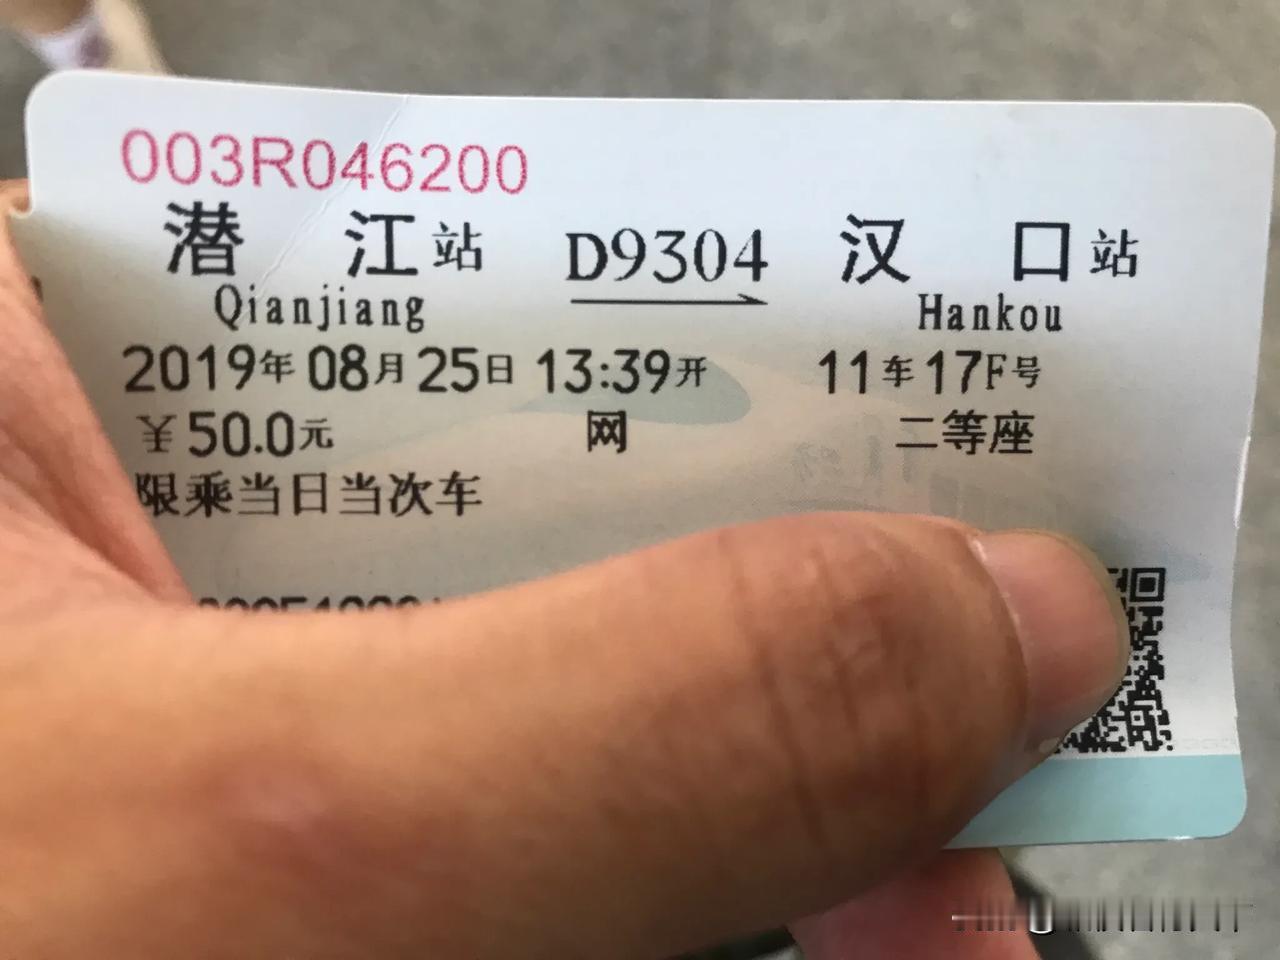 003R046200
潜江站 D9304 汉口站
Qianjiang Hankou
2019年08月25日 13:39开 11车17F号
¥50.0元 网 二等座
限乘当日当次车